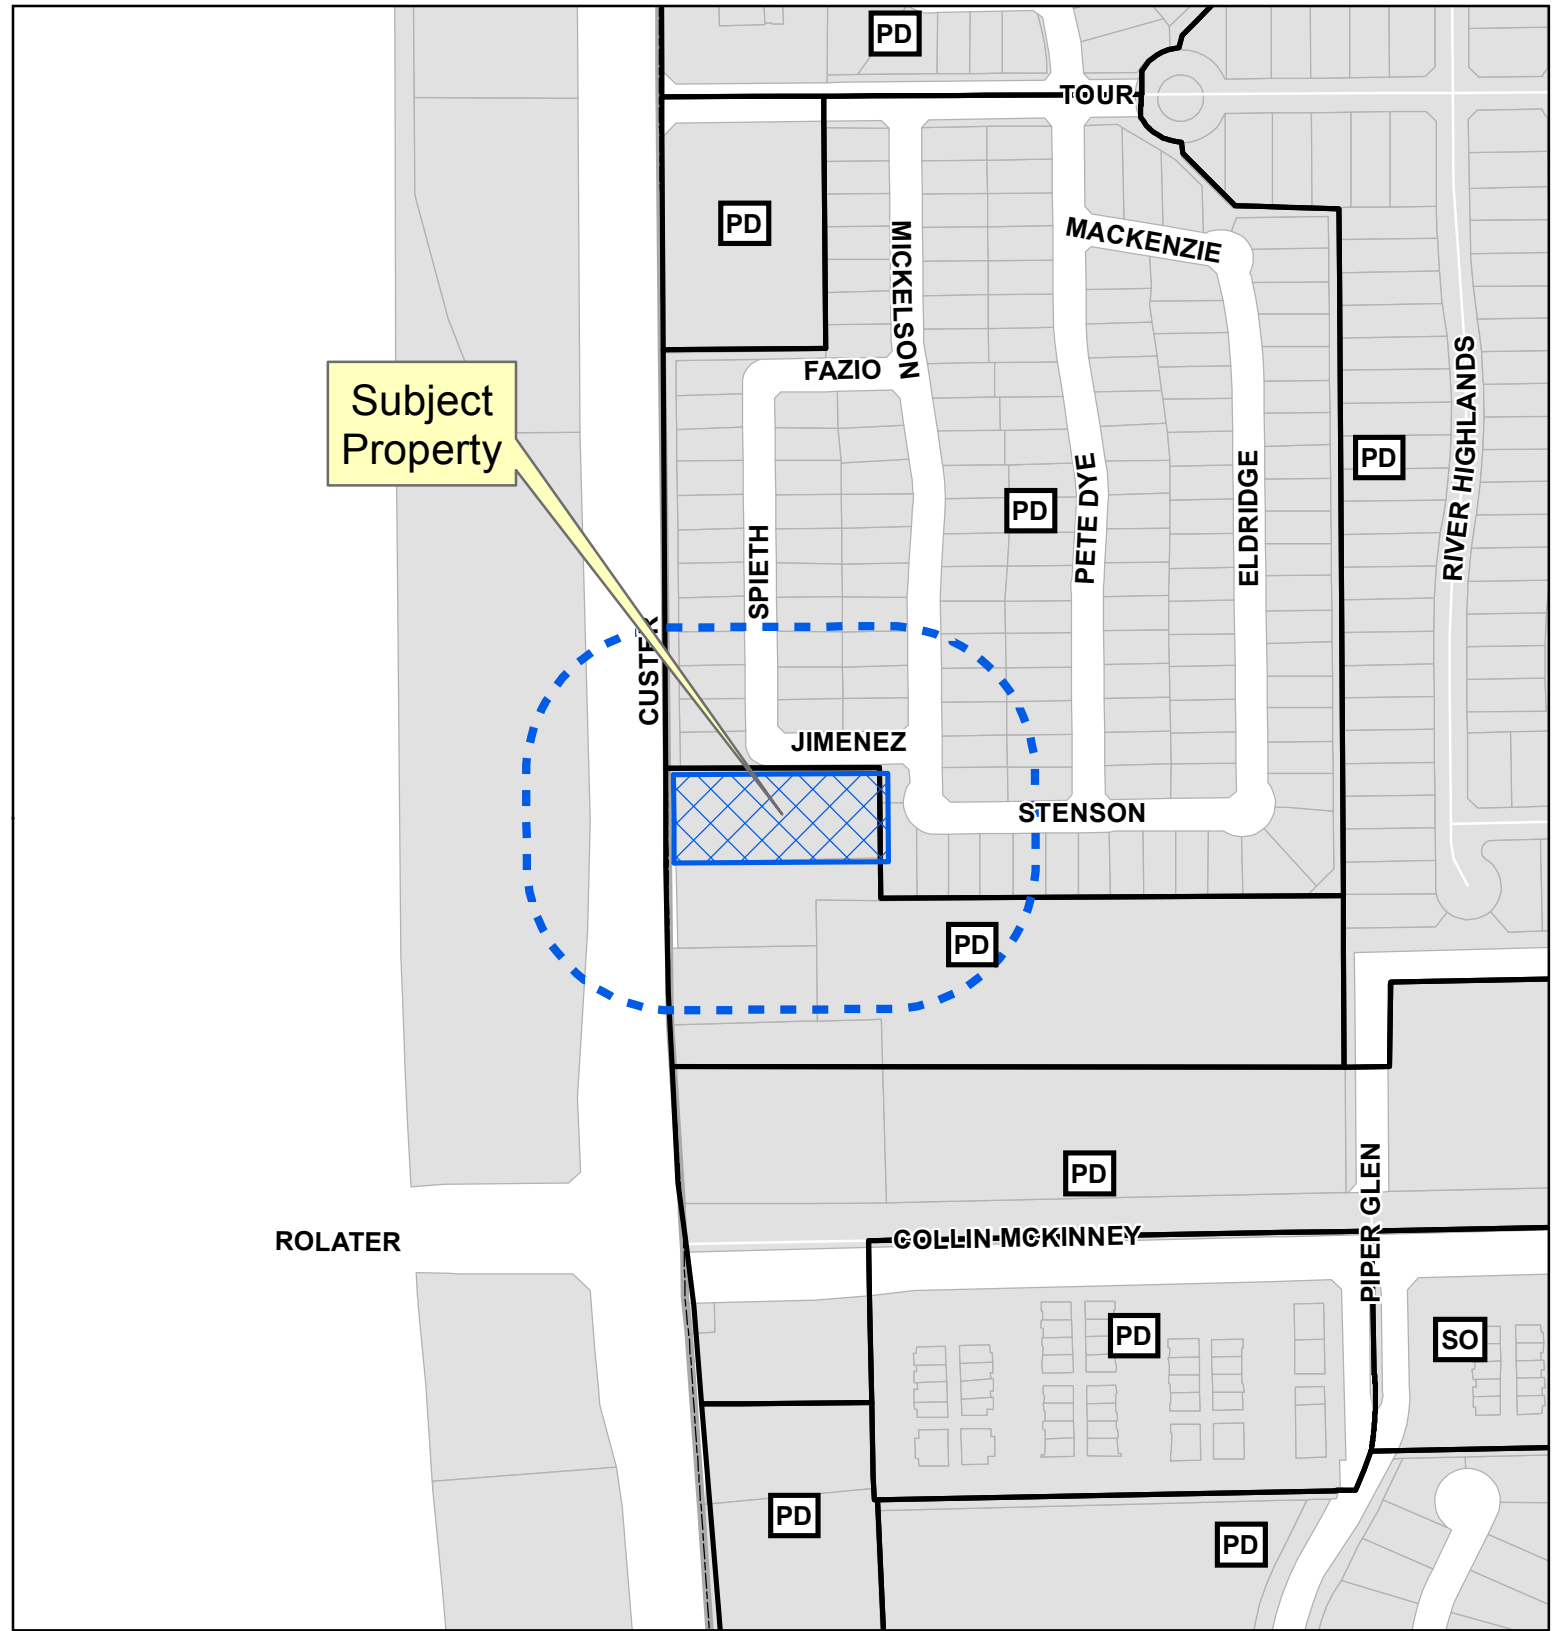 PD
TOUR
PD
MICKELSON
MACKENZIE
FAZIO
Subject
Property
RIVER HIGHLANDS
PD
PD
PETE DYE
ELDRIDGE
SPIETH
CUSTER
JIMENEZ
STENSON
PD
PD
PIPER GLEN
ROLATER
COLLIN MCKINNEY
PD
SO
PD
PD